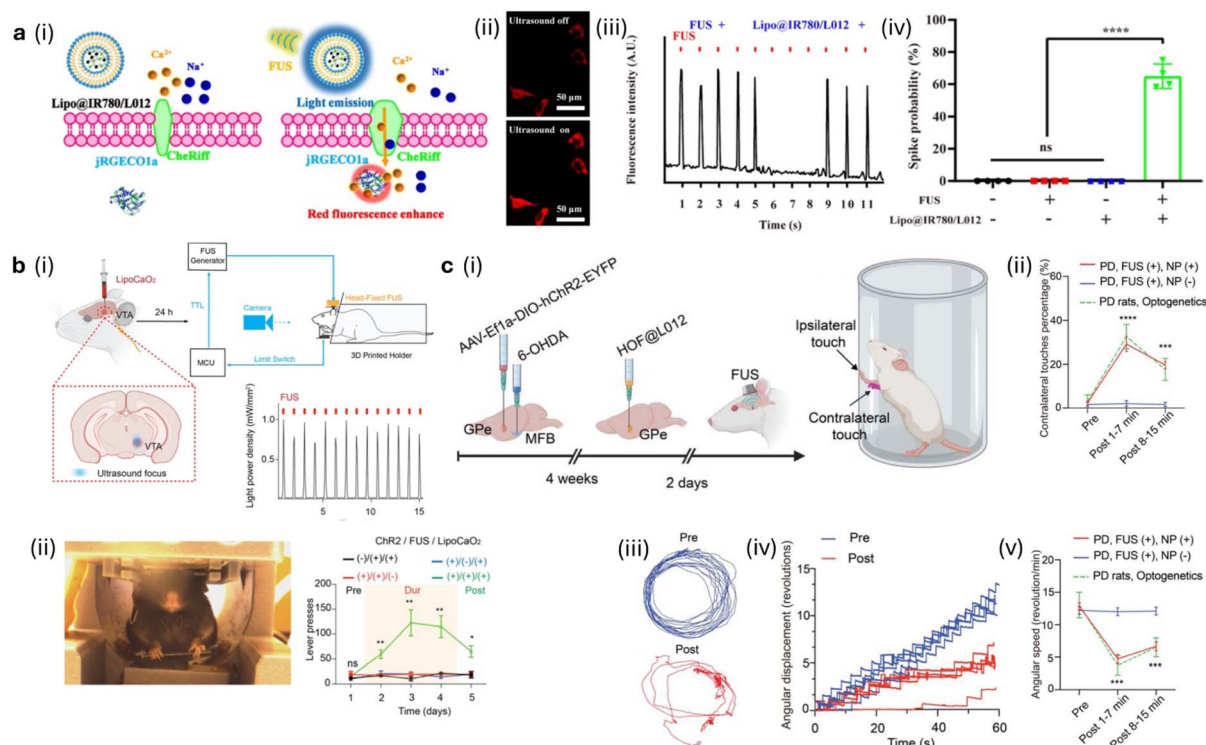 a (i)
Ca²⁺
Na⁺
Lipo@IR780/L012
jRGECO1a
CheRiff
FUS
Light emission
Ca²⁺
Na⁺
jRGECO1a
CheRiff
Red fluorescence enhance
(ii)
Ultrasound off
50 μm
Ultrasound on
50 μm
(iii)
FUS + Lipo@IR780/L012 +
FUS
Fluorescence intensity (A.U.)
1 2 3 4 5 6 7 8 9 10 11
Time (s)
(iv)
Spike probability (%)
100
80
60
40
20
0
****
ns
FUS - + - +
Lipo@IR780/L012 - - + +
b (i)
LipoCaO₂
VTA
24 h
FUS Generator
TTL
MCU
Camera
Limit Switch
Head-Fixed FUS
3D Printed Holder
VTA
Ultrasound focus
FUS
Light power density (mW/mm²)
1.0
0.5
5 10 15
(ii)
ChR2 / FUS / LipoCaO₂
(-)/(+)/(+) (+)/(-)/(+)
(+)/(+)/(-) (+)/(+)/(+)
Pre Dur Post
Lever presses
200
150
100
50
0
ns ** ** ** *
1 2 3 4 5
Time (days)
c (i)
AAV-Ef1a-DIO-hChR2-EYFP
6-OHDA
GPe
MFB
HOF@L012
GPe
FUS
4 weeks
2 days
Ipsilateral touch
Contralateral touch
(ii)
PD, FUS (+), NP (+)
PD, FUS (+), NP (-)
PD rats, Optogenetics
Contralateral touches percentage (%)
60
40
20
0
**** ***
Pre
Post 1-7 min
Post 8-15 min
(iii)
Pre
Post
(iv)
Pre
Post
Angular displacement (revolutions)
15
10
5
0
0 20 40 60
Time (s)
(v)
PD, FUS (+), NP (+)
PD, FUS (+), NP (-)
PD rats, Optogenetics
Angular speed (revolution/min)
20
15
10
5
0
*** ***
Pre
Post 1-7 min
Post 8-15 min